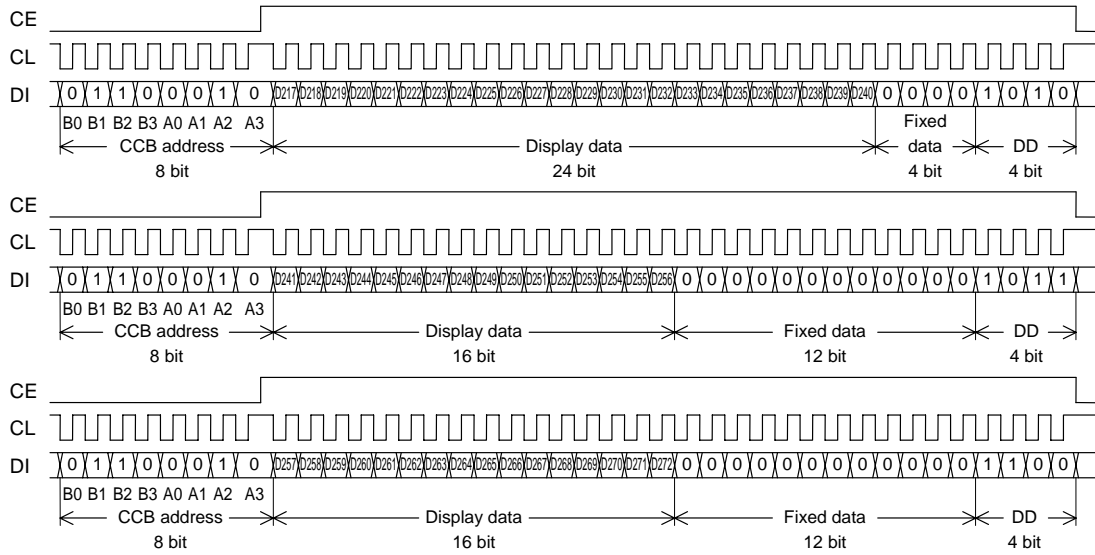 CE
CL
DI 0 1 1 0 0 0 1 0 D217 D218 D219 D220 D221 D222 D223 D224 D225 D226 D227 D228 D229 D230 D231 D232 D233 D234 D235 D236 D237 D238 D239 D240 0 0 0 0 1 0 1 0
B0 B1 B2 B3 A0 A1 A2 A3 Fixed
CCB address Display data data DD
8 bit 24 bit 4 bit 4 bit
CE
CL
DI 0 1 1 0 0 0 1 0 D241 D242 D243 D244 D245 D246 D247 D248 D249 D250 D251 D252 D253 D254 D255 D256 0 0 0 0 0 0 0 0 0 0 0 0 1 0 1 1
B0 B1 B2 B3 A0 A1 A2 A3
CCB address Display data Fixed data DD
8 bit 16 bit 12 bit 4 bit
CE
CL
DI 0 1 1 0 0 0 1 0 D257 D258 D259 D260 D261 D262 D263 D264 D265 D266 D267 D268 D269 D270 D271 D272 0 0 0 0 0 0 0 0 0 0 0 0 1 1 0 0
B0 B1 B2 B3 A0 A1 A2 A3
CCB address Display data Fixed data DD
8 bit 16 bit 12 bit 4 bit